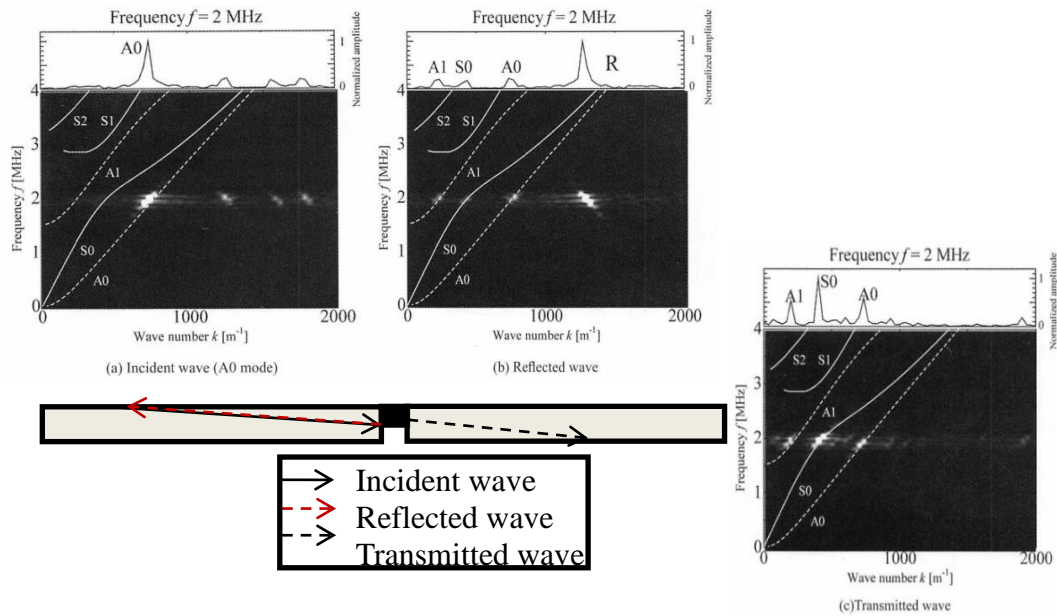 Frequency f = 2 MHz
A0
1
0
Normalized amplitude
4
3
2
1
0
Frequency f [MHz]
S2
S1
A1
S0
A0
0
1000
2000
Wave number k [m⁻¹]
(a) Incident wave (A0 mode)
Frequency f = 2 MHz
A1
S0
A0
R
1
0
Normalized amplitude
4
3
2
1
0
Frequency f [MHz]
S2
S1
A1
S0
A0
0
1000
2000
Wave number k [m⁻¹]
(b) Reflected wave
Frequency f = 2 MHz
A1
S0
A0
1
0
Normalized amplitude
4
3
2
1
0
Frequency f [MHz]
S2
S1
A1
S0
A0
0
1000
2000
Wave number k [m⁻¹]
(c)Transmitted wave
Incident wave
Reflected wave
Transmitted wave